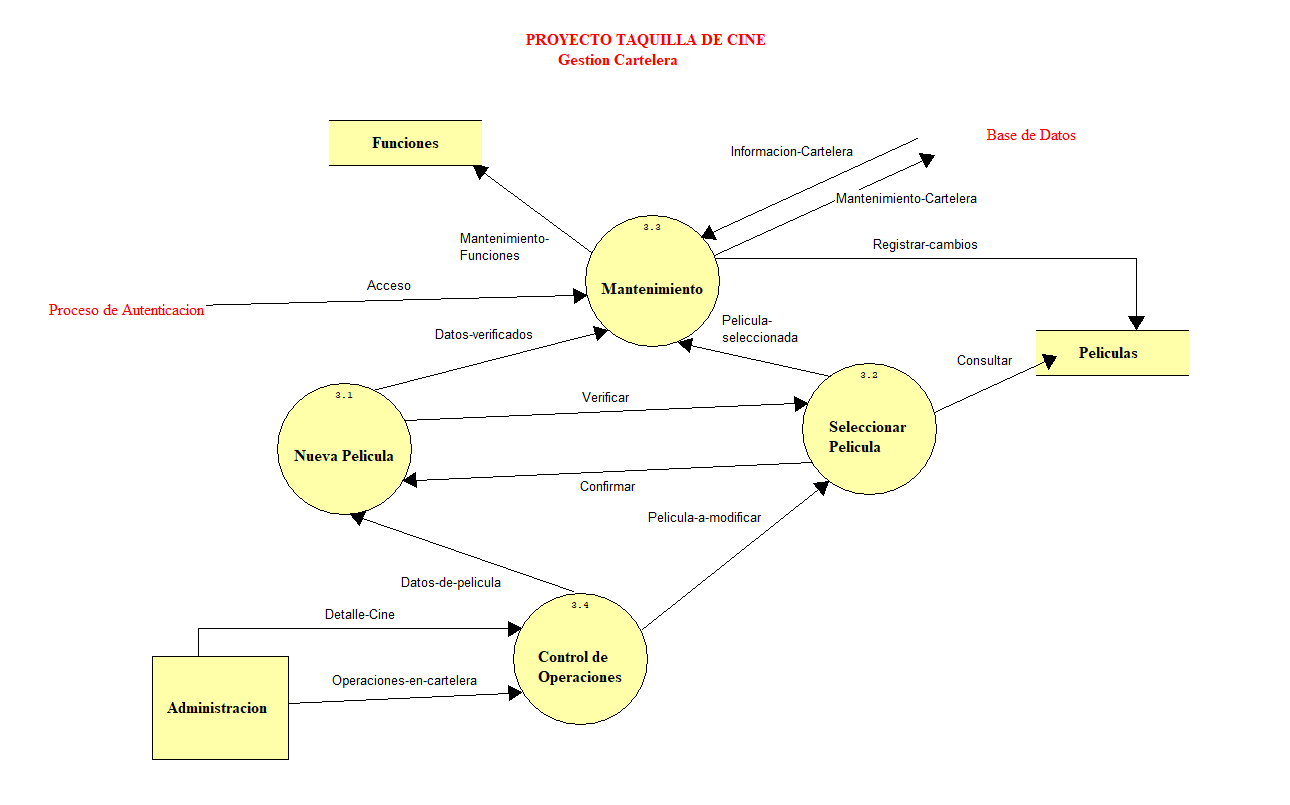 PROYECTO TAQUILLA DE CINE
Gestion Cartelera
Funciones
Base de Datos
Informacion-Cartelera
Mantenimiento-Cartelera
3.3
Mantenimiento-
Funciones
Registrar-cambios
Mantenimiento
Acceso
Proceso de Autenticacion
Datos-verificados
Pelicula-
seleccionada
Peliculas
Consultar
3.2
3.1
Verificar
Seleccionar
Pelicula
Nueva Pelicula
Confirmar
Pelicula-a-modificar
Datos-de-pelicula
3.4
Detalle-Cine
Control de
Operaciones
Operaciones-en-cartelera
Administracion